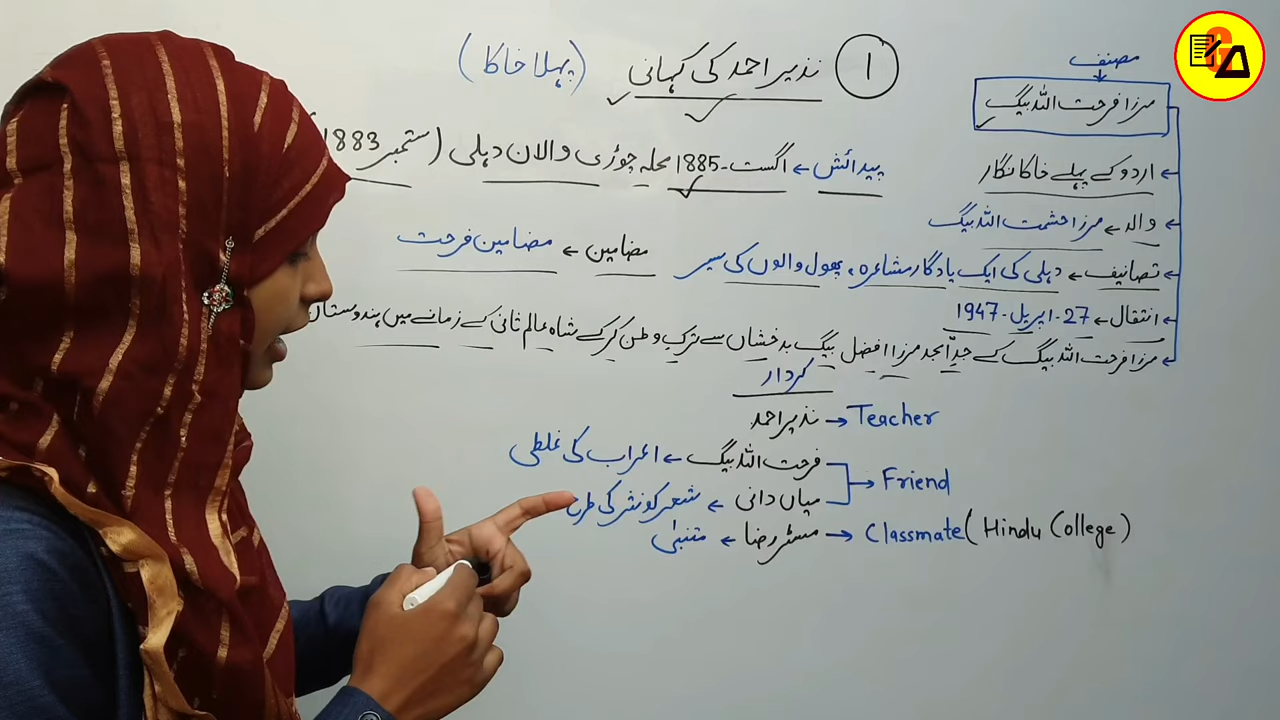 ۱ نذیر احمد کی کہانی (پہلا خاکا)
مصنف
مرزا فرحت اللہ بیگ
پیدائش ← اگست - 1885 محلہ چوڑی والان دہلی (ستمبر 1883
اردو کے پہلے خاکا نگار
والد ← مرزا حشمت اللہ بیگ
مضامین ← مضامین فرحت
تصانیف ← دہلی کی ایک یادگار مشاعرہ، پھول والوں کی سیر
انتقال ← 27 - اپریل - 1947
مرزا فرحت اللہ بیگ کے جدِّ امجد مرزا افضل بیگ بدخشاں سے ترک وطن کر کے شاہ عالم ثانی کے زمانے میں ہندوستان
کردار
نذیر احمد → Teacher
فرحت اللہ بیگ ← اعراب کی غلطی
میاں دانی ← شعر کو نثر کی طرح
→ Friend
مسٹر رضا ← متنبیٰ
→ Classmate (Hindu College)